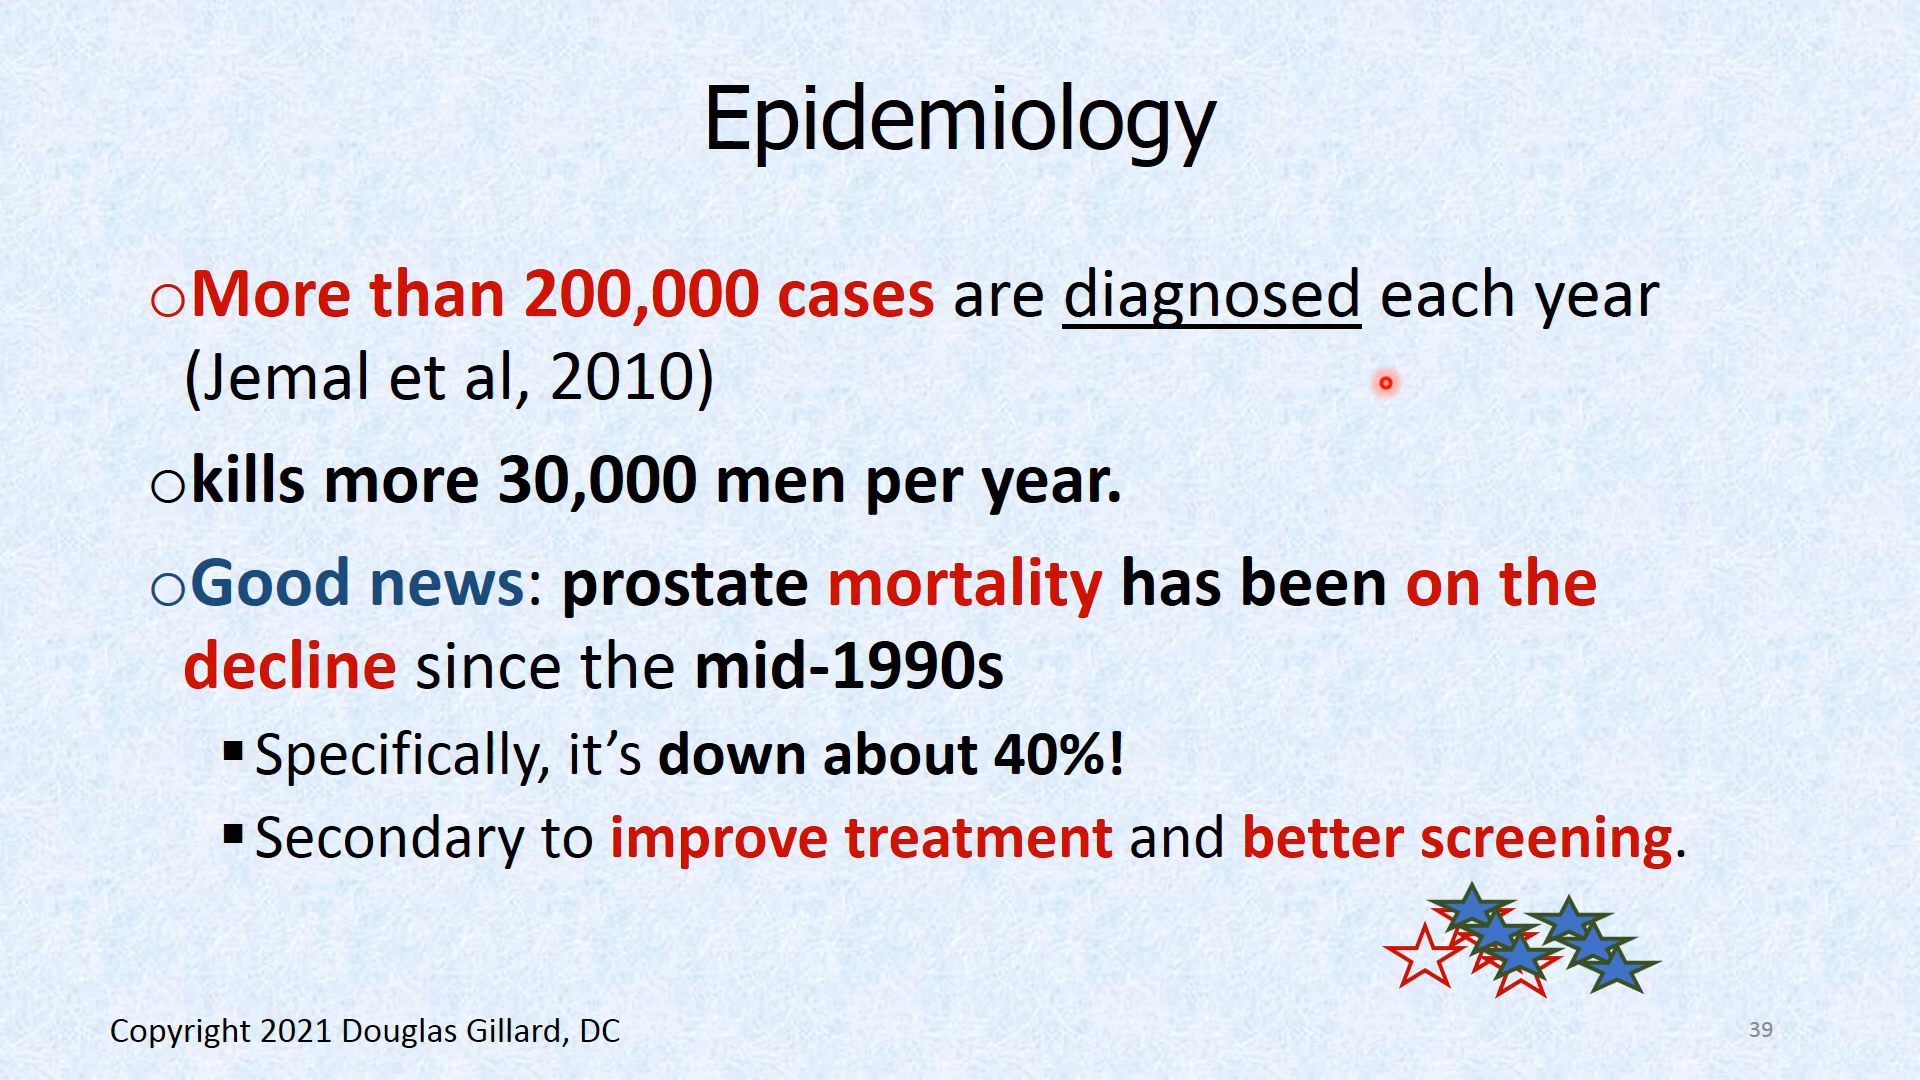 Epidemiology
oMore than 200,000 cases are diagnosed each year
(Jemal et al, 2010)
okills more 30,000 men per year.
oGood news: prostate mortality has been on the
decline since the mid-1990s
▪Specifically, it’s down about 40%!
▪Secondary to improve treatment and better screening.
Copyright 2021 Douglas Gillard, DC
39